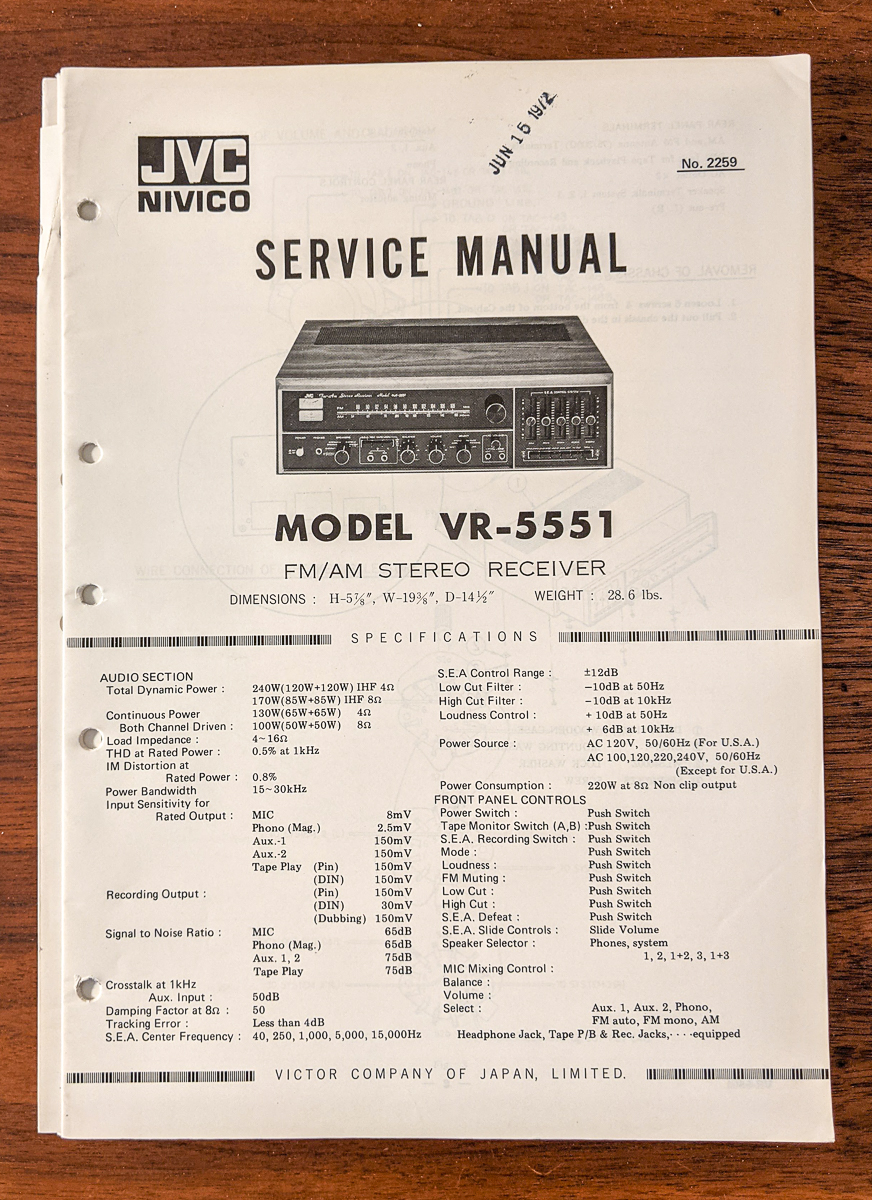 JVC
NIVICO
JUN 15 1972
No. 2259
SERVICE MANUAL
MODEL VR-5551
FM/AM STEREO RECEIVER
DIMENSIONS : H-5⅞", W-19⅜", D-14½" WEIGHT : 28.6 lbs.
SPECIFICATIONS
AUDIO SECTION
Total Dynamic Power : 240W(120W+120W) IHF 4Ω
170W(85W+85W) IHF 8Ω
Continuous Power 130W(65W+65W) 4Ω
Both Channel Driven : 100W(50W+50W) 8Ω
Load Impedance : 4~16Ω
THD at Rated Power : 0.5% at 1kHz
IM Distortion at
Rated Power : 0.8%
Power Bandwidth 15~30kHz
Input Sensitivity for
Rated Output : MIC 8mV
Phono (Mag.) 2.5mV
Aux.-1 150mV
Aux.-2 150mV
Tape Play (Pin) 150mV
(DIN) 150mV
Recording Output : (Pin) 150mV
(DIN) 30mV
(Dubbing) 150mV
Signal to Noise Ratio : MIC 65dB
Phono (Mag.) 65dB
Aux. 1, 2 75dB
Tape Play 75dB
Crosstalk at 1kHz
Aux. Input : 50dB
Damping Factor at 8Ω : 50
Tracking Error : Less than 4dB
S.E.A. Center Frequency : 40, 250, 1,000, 5,000, 15,000Hz
S.E.A Control Range : ±12dB
Low Cut Filter : −10dB at 50Hz
High Cut Filter : −10dB at 10kHz
Loudness Control : + 10dB at 50Hz
+ 6dB at 10kHz
Power Source : AC 120V, 50/60Hz (For U.S.A.)
AC 100,120,220,240V, 50/60Hz
(Except for U.S.A.)
Power Consumption : 220W at 8Ω Non clip output
FRONT PANEL CONTROLS
Power Switch : Push Switch
Tape Monitor Switch (A,B) : Push Switch
S.E.A. Recording Switch : Push Switch
Mode : Push Switch
Loudness : Push Switch
FM Muting : Push Switch
Low Cut : Push Switch
High Cut : Push Switch
S.E.A. Defeat : Push Switch
S.E.A. Slide Controls : Slide Volume
Speaker Selector : Phones, system
1, 2, 1+2, 3, 1+3
MIC Mixing Control :
Balance :
Volume :
Select : Aux. 1, Aux. 2, Phono,
FM auto, FM mono, AM
Headphone Jack, Tape P/B & Rec. Jacks,· · · ·equipped
VICTOR COMPANY OF JAPAN, LIMITED.